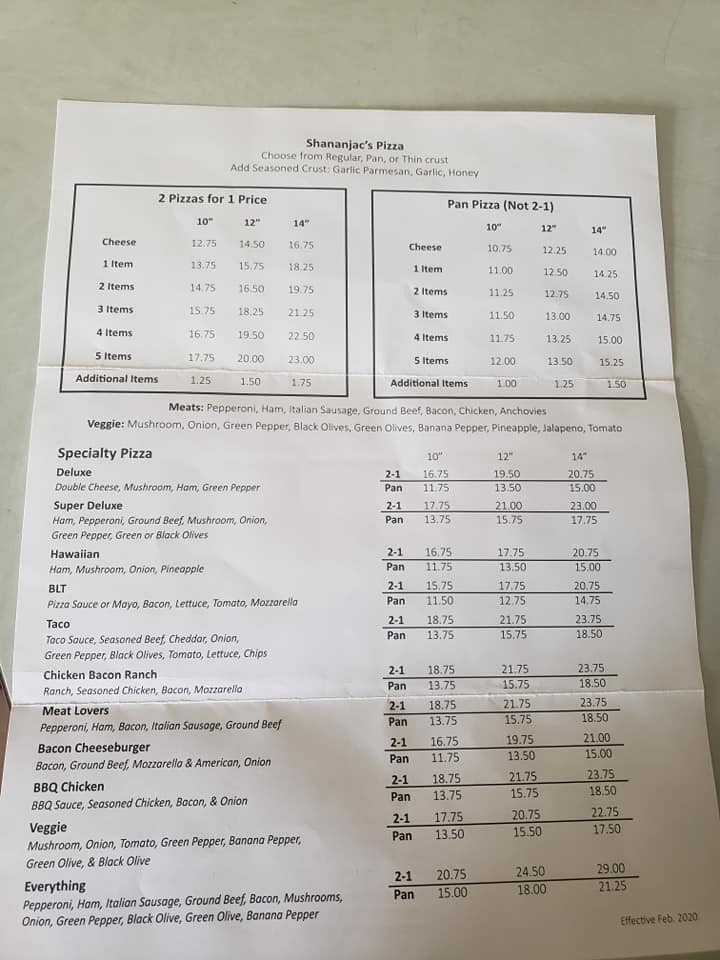 Shananjac's Pizza
Choose from Regular, Pan, or Thin crust
Add Seasoned Crust: Garlic Parmesan, Garlic, Honey
2 Pizzas for 1 Price
10" 12" 14"
Cheese 12.75 14.50 16.75
1 Item 13.75 15.75 18.25
2 Items 14.75 16.50 19.75
3 Items 15.75 18.25 21.25
4 Items 16.75 19.50 22.50
5 Items 17.75 20.00 23.00
Additional Items 1.25 1.50 1.75
Pan Pizza (Not 2-1)
10" 12" 14"
Cheese 10.75 12.25 14.00
1 Item 11.00 12.50 14.25
2 Items 11.25 12.75 14.50
3 Items 11.50 13.00 14.75
4 Items 11.75 13.25 15.00
5 Items 12.00 13.50 15.25
Additional Items 1.00 1.25 1.50
Meats: Pepperoni, Ham, Italian Sausage, Ground Beef, Bacon, Chicken, Anchovies
Veggie: Mushroom, Onion, Green Pepper, Black Olives, Green Olives, Banana Pepper, Pineapple, Jalapeno, Tomato
Specialty Pizza 10" 12" 14"
Deluxe 2-1 16.75 19.50 20.75
Double Cheese, Mushroom, Ham, Green Pepper Pan 11.75 13.50 15.00
Super Deluxe 2-1 17.75 21.00 23.00
Ham, Pepperoni, Ground Beef, Mushroom, Onion, Pan 13.75 15.75 17.75
Green Pepper, Green or Black Olives
Hawaiian 2-1 16.75 17.75 20.75
Ham, Mushroom, Onion, Pineapple Pan 11.75 13.50 15.00
BLT 2-1 15.75 17.75 20.75
Pizza Sauce or Mayo, Bacon, Lettuce, Tomato, Mozzarella Pan 11.50 12.75 14.75
Taco 2-1 18.75 21.75 23.75
Taco Sauce, Seasoned Beef, Cheddar, Onion, Pan 13.75 15.75 18.50
Green Pepper, Black Olives, Tomato, Lettuce, Chips
Chicken Bacon Ranch 2-1 18.75 21.75 23.75
Ranch, Seasoned Chicken, Bacon, Mozzarella Pan 13.75 15.75 18.50
Meat Lovers 2-1 18.75 21.75 23.75
Pepperoni, Ham, Bacon, Italian Sausage, Ground Beef Pan 13.75 15.75 18.50
Bacon Cheeseburger 2-1 16.75 19.75 21.00
Bacon, Ground Beef, Mozzarella & American, Onion Pan 11.75 13.50 15.00
BBQ Chicken 2-1 18.75 21.75 23.75
BBQ Sauce, Seasoned Chicken, Bacon, & Onion Pan 13.75 15.75 18.50
Veggie 2-1 17.75 20.75 22.75
Mushroom, Onion, Tomato, Green Pepper, Banana Pepper, Pan 13.50 15.50 17.50
Green Olive, & Black Olive
Everything 2-1 20.75 24.50 29.00
Pepperoni, Ham, Italian Sausage, Ground Beef, Bacon, Mushrooms, Pan 15.00 18.00 21.25
Onion, Green Pepper, Black Olive, Green Olive, Banana Pepper
Effective Feb. 2020